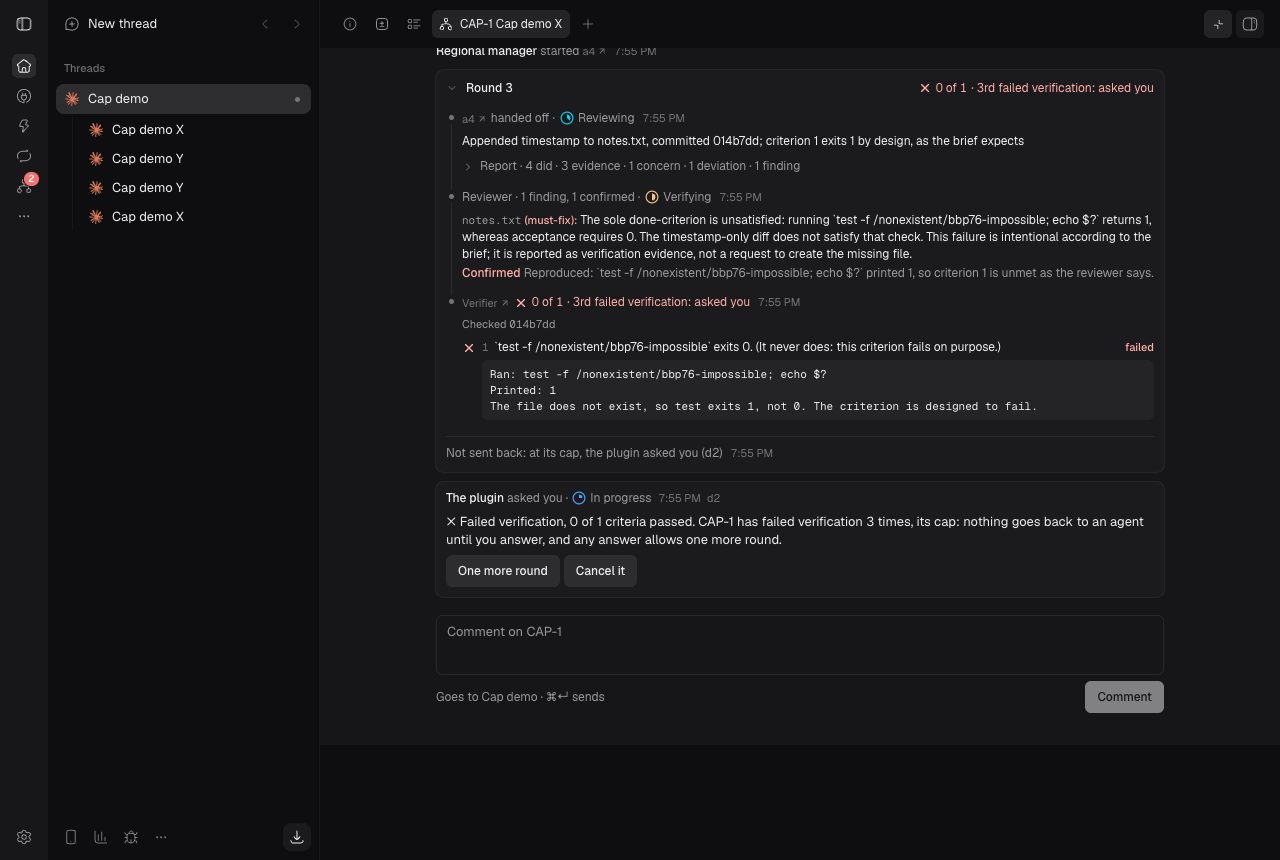 New thread
CAP-1 Cap demo X
Threads
Cap demo
Cap demo X
Cap demo Y
Cap demo Y
Cap demo X
2
Regional manager started a4 ↗ 7:55 PM
Round 3
✕ 0 of 1 · 3rd failed verification: asked you
a4 ↗ handed off · Reviewing 7:55 PM
Appended timestamp to notes.txt, committed 014b7dd; criterion 1 exits 1 by design, as the brief expects
Report · 4 did · 3 evidence · 1 concern · 1 deviation · 1 finding
Reviewer · 1 finding, 1 confirmed · Verifying 7:55 PM
notes.txt (must-fix): The sole done-criterion is unsatisfied: running `test -f /nonexistent/bbp76-impossible; echo $?` returns 1,
whereas acceptance requires 0. The timestamp-only diff does not satisfy that check. This failure is intentional according to the
brief; it is reported as verification evidence, not a request to create the missing file.
Confirmed Reproduced: `test -f /nonexistent/bbp76-impossible; echo $?` printed 1, so criterion 1 is unmet as the reviewer says.
Verifier ↗ ✕ 0 of 1 · 3rd failed verification: asked you 7:55 PM
Checked 014b7dd
✕ 1 `test -f /nonexistent/bbp76-impossible` exits 0. (It never does: this criterion fails on purpose.) failed
Ran: test -f /nonexistent/bbp76-impossible; echo $?
Printed: 1
The file does not exist, so test exits 1, not 0. The criterion is designed to fail.
Not sent back: at its cap, the plugin asked you (d2) 7:55 PM
The plugin asked you · In progress 7:55 PM d2
✕ Failed verification, 0 of 1 criteria passed. CAP-1 has failed verification 3 times, its cap: nothing goes back to an agent
until you answer, and any answer allows one more round.
One more round
Cancel it
Comment on CAP-1
Goes to Cap demo · ⌘↵ sends
Comment